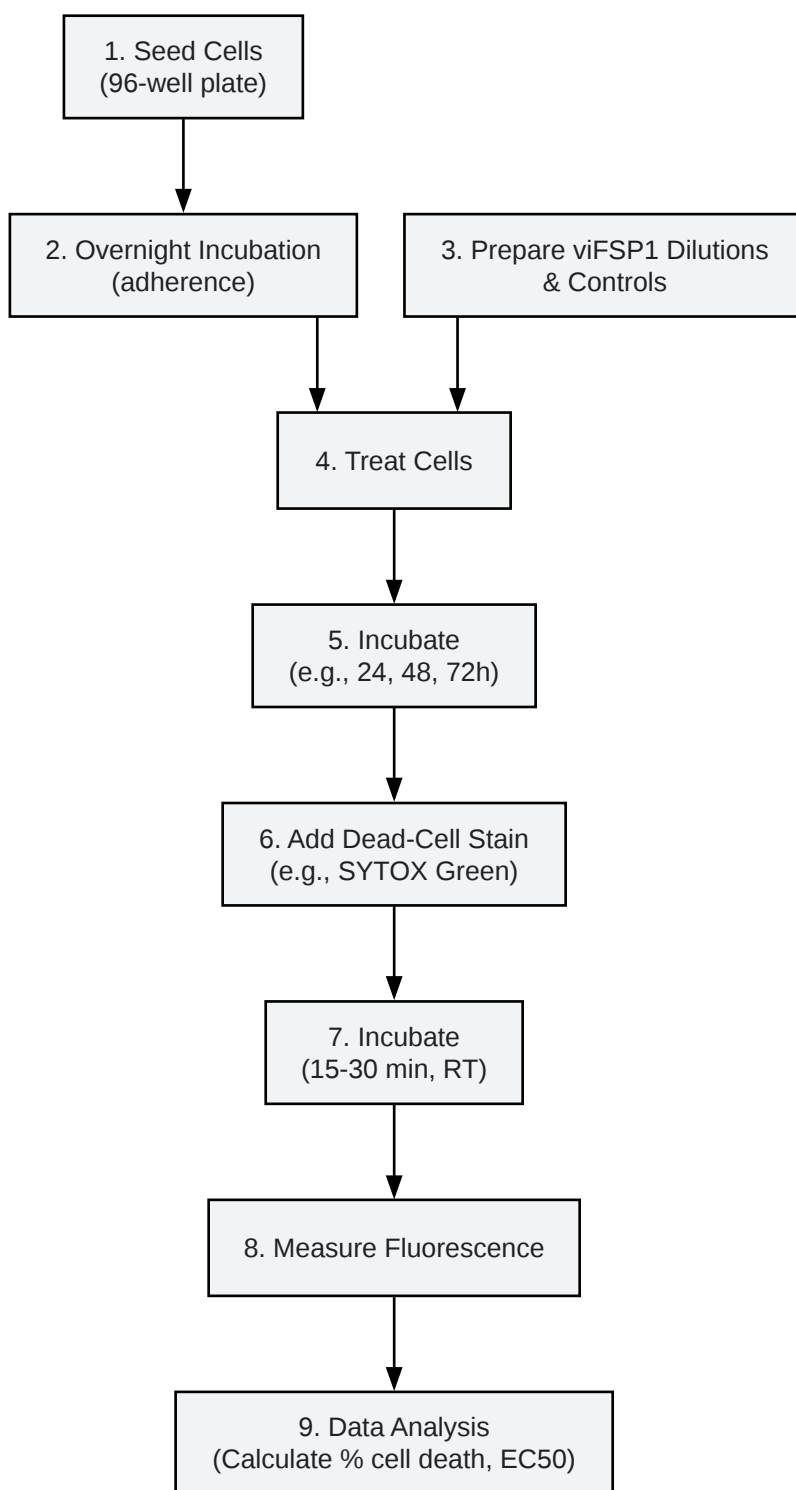 1. Seed Cells
(96-well plate)
2. Overnight Incubation
(adherence)
3. Prepare viFSP1 Dilutions
& Controls
4. Treat Cells
5. Incubate
(e.g., 24, 48, 72h)
6. Add Dead-Cell Stain
(e.g., SYTOX Green)
7. Incubate
(15-30 min, RT)
8. Measure Fluorescence
9. Data Analysis
(Calculate % cell death, EC50)